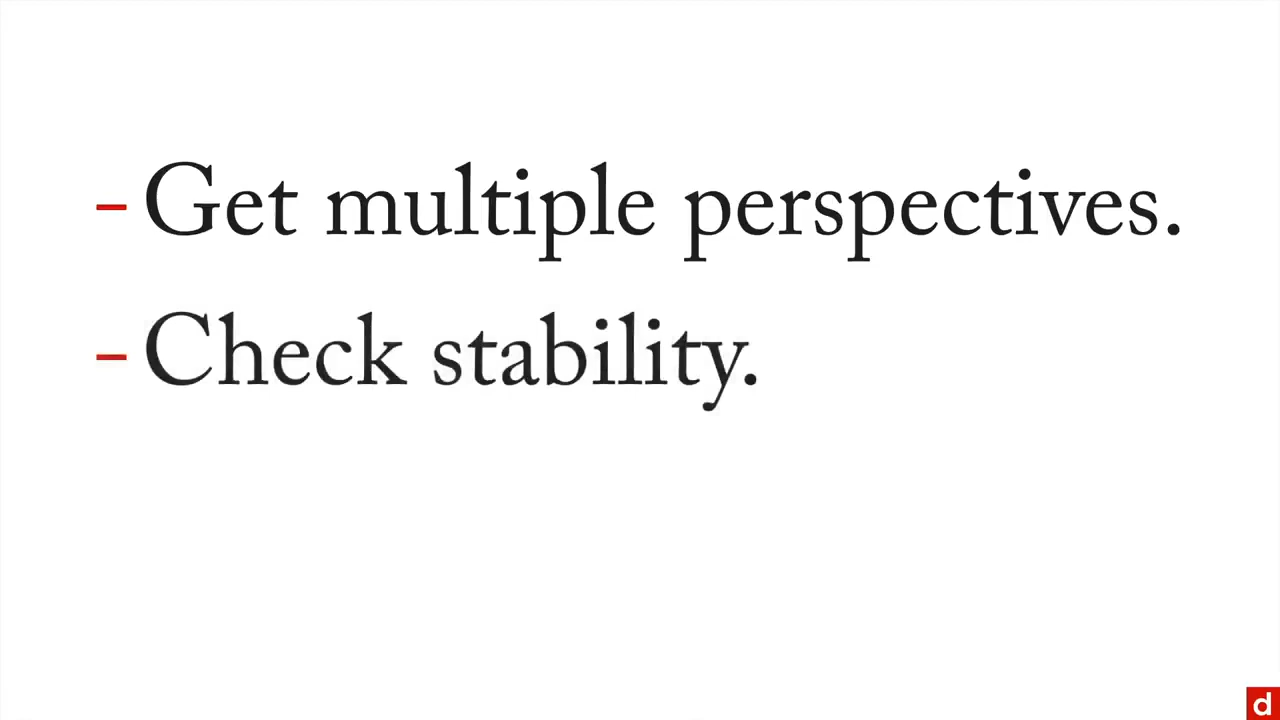 - Get multiple perspectives.
- Check stability.
d